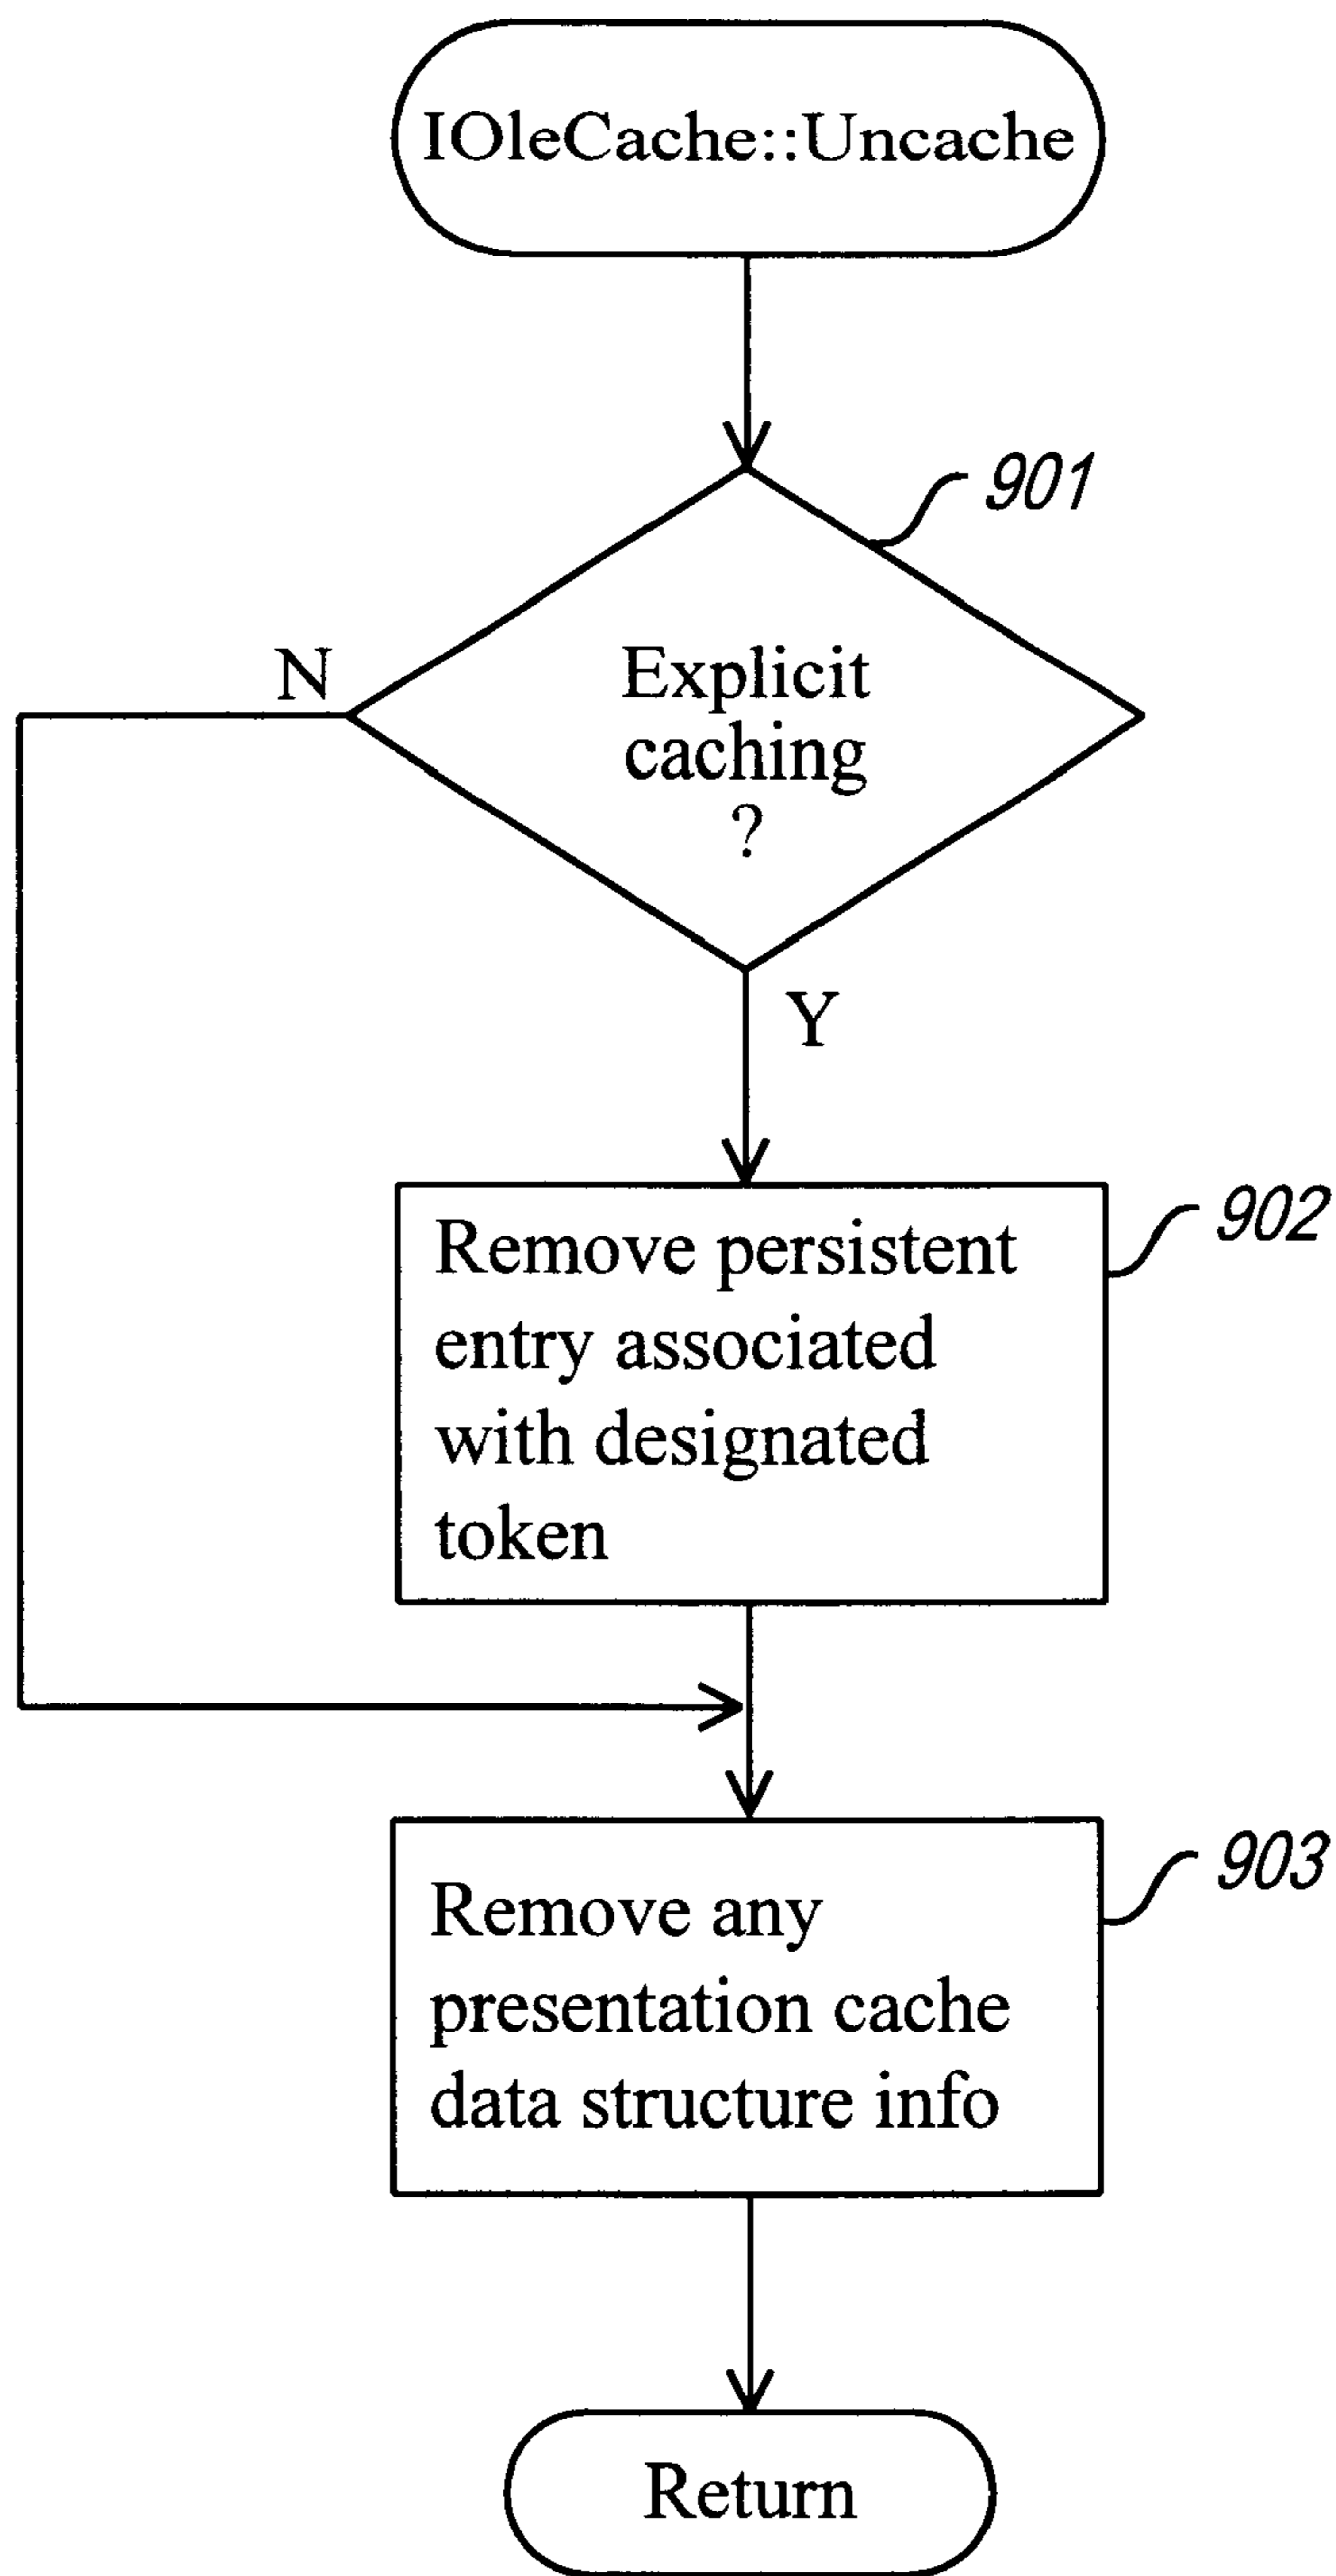 IOleCache::Uncache
901
N
Explicit
caching
?
Y
902
Remove persistent
entry associated
with designated
token
903
Remove any
presentation cache
data structure info
Return